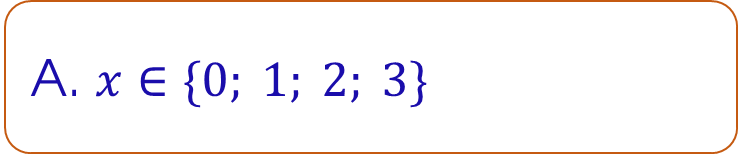 A. x ∈ {0; 1; 2; 3}